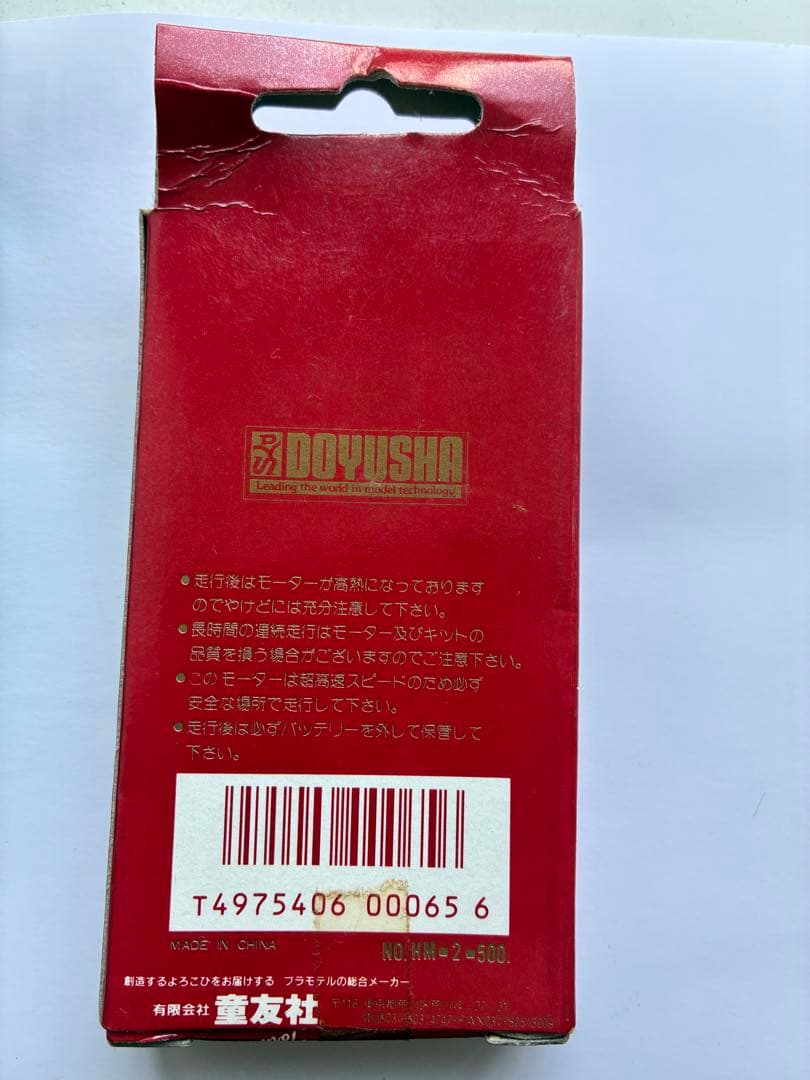 DOYUSHA
Leading the world in model technology.
●走行後はモーターが高熱になっております
のでやけどには充分注意して下さい。
●長時間の連続走行はモーター及びキットの
品質を損う場合がございますのでご注意下さい。
●このモーターは超高速スピードのため必ず
安全な場所で走行して下さい。
●走行後は必ずバッテリーを外して保管して
下さい。
T4975406 00065 6
MADE IN CHINA
NO, HM=2=500.
創造するよろこびをお届けする プラモデルの総合メーカー
有限会社 童友社